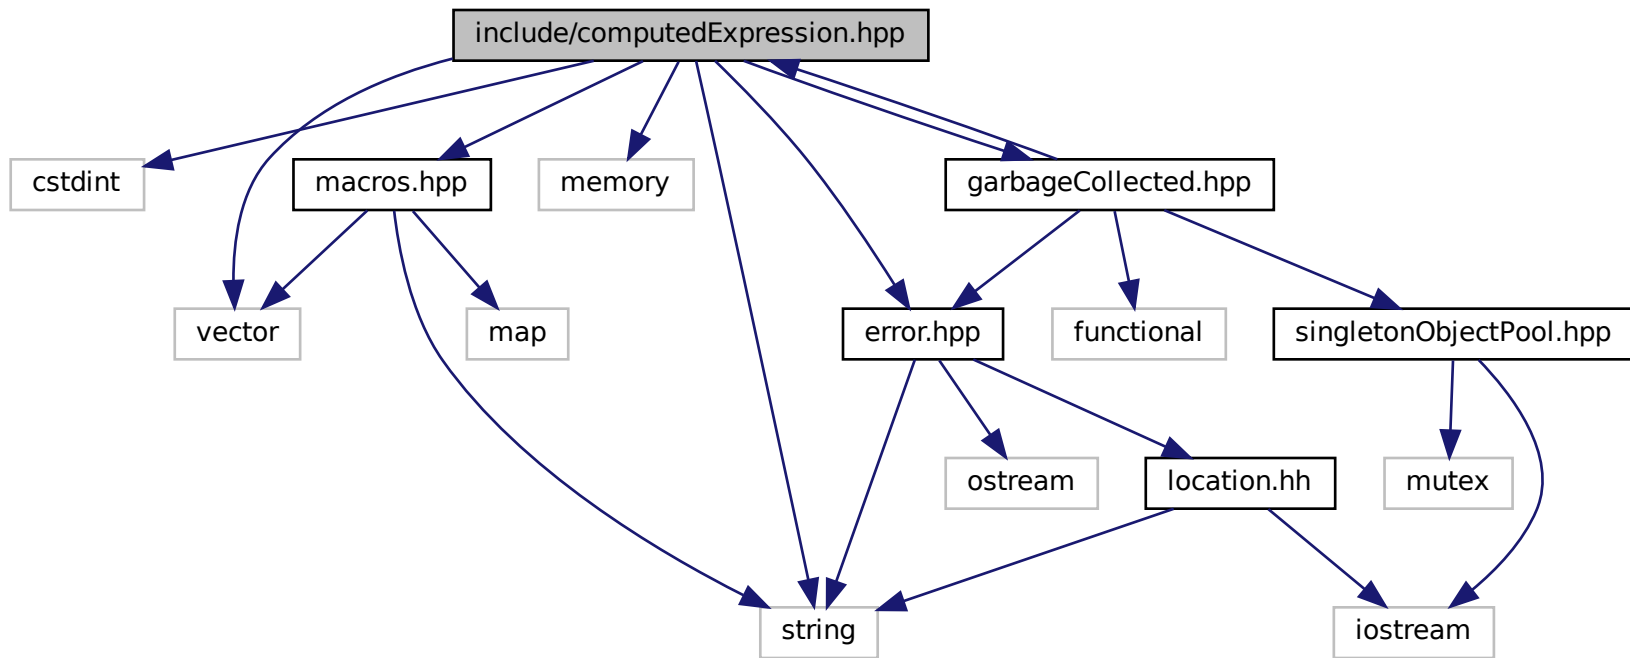 include/computedExpression.hpp
cstdint
macros.hpp
memory
garbageCollected.hpp
vector
map
error.hpp
functional
singletonObjectPool.hpp
ostream
location.hh
mutex
string
iostream